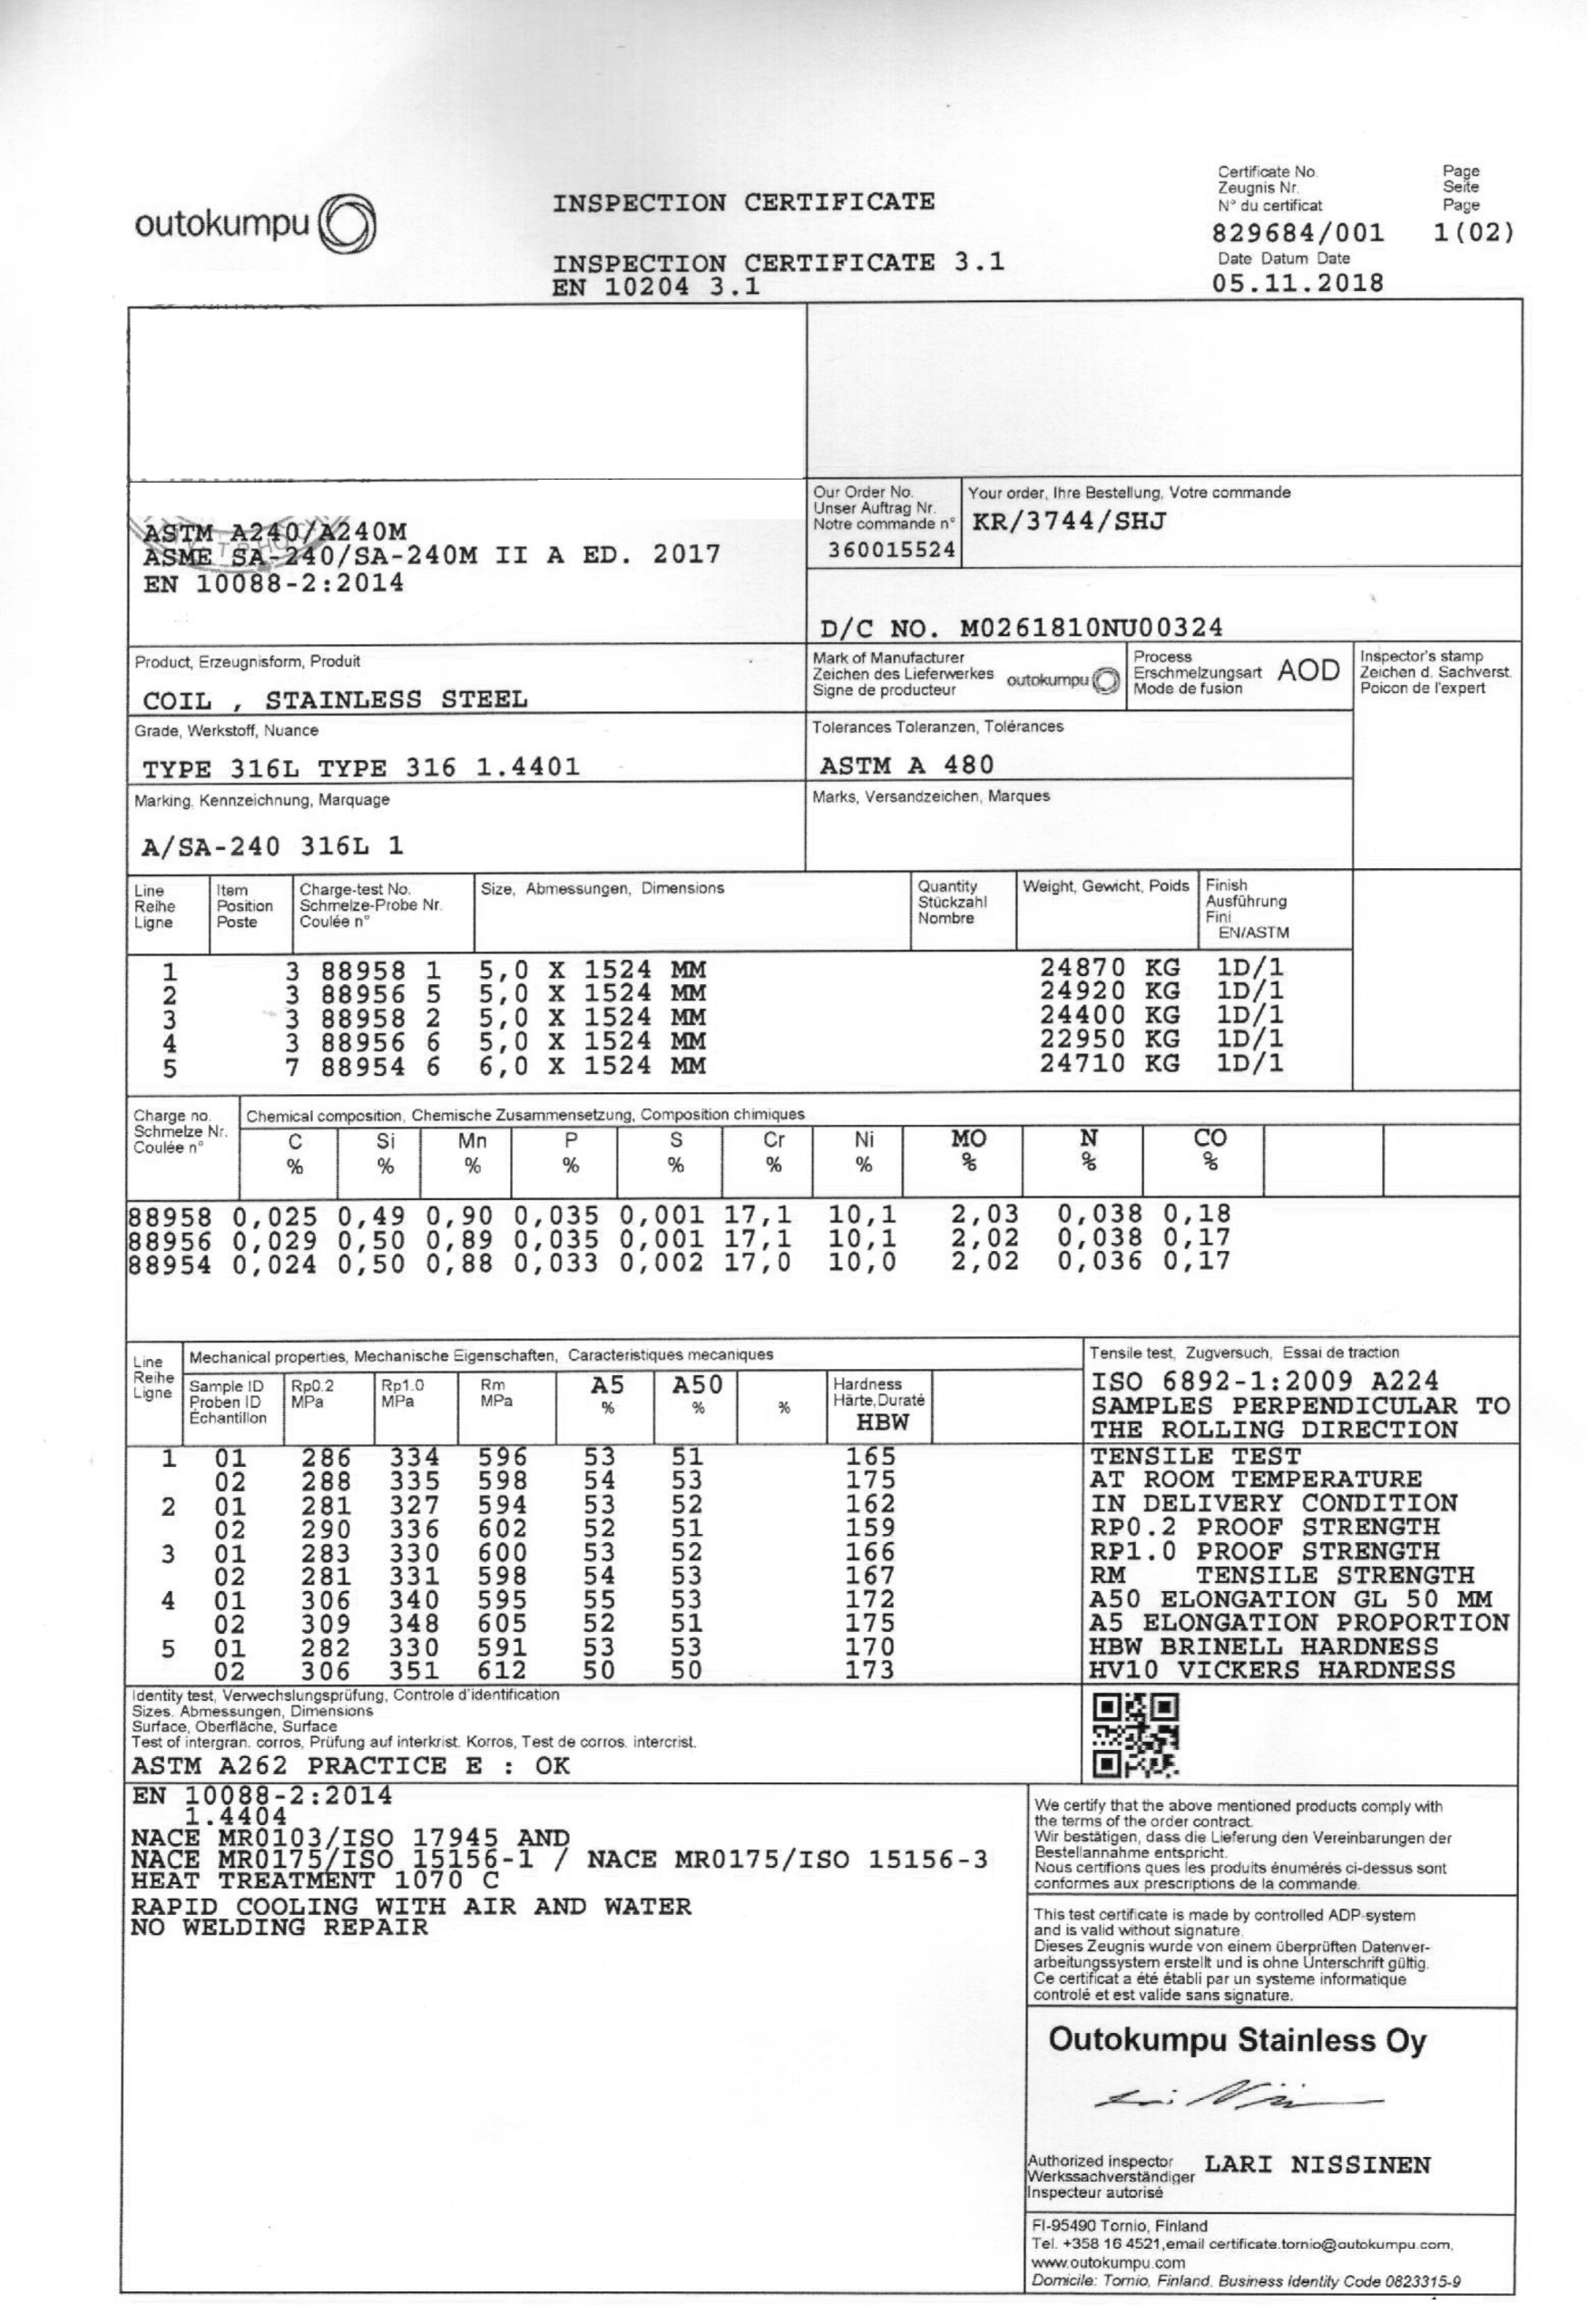 outokumpu
INSPECTION CERTIFICATE
INSPECTION CERTIFICATE 3.1
EN 10204 3.1
Certificate No.
Zeugnis Nr.
N° du certificat
829684/001
Page
Seite
Page
1(02)
Date Datum Date
05.11.2018
ASTM A240/A240M
ASME SA-240/SA-240M II A ED. 2017
EN 10088-2:2014
Our Order No.
Unser Auftrag Nr.
Notre commande n°
360015524
Your order, Ihre Bestellung, Votre commande
KR/3744/SHJ
D/C NO. M0261810NU00324
Product, Erzeugnisform, Produit
COIL , STAINLESS STEEL
Mark of Manufacturer
Zeichen des Lieferwerkes
Signe de producteur
outokumpu
Process
Erschmelzungsart
Mode de fusion
AOD
Inspector's stamp
Zeichen d. Sachverst.
Poicon de l'expert
Grade, Werkstoff, Nuance
TYPE 316L TYPE 316 1.4401
Tolerances Toleranzen, Tolérances
ASTM A 480
Marking, Kennzeichnung, Marquage
A/SA-240 316L 1
Marks, Versandzeichen, Marques
Line
Reihe
Ligne
Item
Position
Poste
Charge-test No.
Schmelze-Probe Nr.
Coulée n°
Size, Abmessungen, Dimensions
Quantity
Stückzahl
Nombre
Weight, Gewicht, Poids
Finish
Ausführung
Fini
EN/ASTM
1 3 88958 1 5,0 X 1524 MM 24870 KG 1D/1
2 3 88956 5 5,0 X 1524 MM 24920 KG 1D/1
3 3 88958 2 5,0 X 1524 MM 24400 KG 1D/1
4 3 88956 6 5,0 X 1524 MM 22950 KG 1D/1
5 7 88954 6 6,0 X 1524 MM 24710 KG 1D/1
Charge no.
Schmelze Nr.
Coulée n°
Chemical composition, Chemische Zusammensetzung, Composition chimiques
C Si Mn P S Cr Ni MO N CO
% % % % % % % % % %
88958 0,025 0,49 0,90 0,035 0,001 17,1 10,1 2,03 0,038 0,18
88956 0,029 0,50 0,89 0,035 0,001 17,1 10,1 2,02 0,038 0,17
88954 0,024 0,50 0,88 0,033 0,002 17,0 10,0 2,02 0,036 0,17
Line
Reihe
Ligne
Mechanical properties, Mechanische Eigenschaften, Caracteristiques mecaniques
Sample ID
Proben ID
Échantillon
Rp0.2
MPa
Rp1.0
MPa
Rm
MPa
A5
%
A50
%
%
Hardness
Härte,Duraté
HBW
Tensile test, Zugversuch, Essai de traction
ISO 6892-1:2009 A224
SAMPLES PERPENDICULAR TO
THE ROLLING DIRECTION
1 01 286 334 596 53 51 165
02 288 335 598 54 53 175
2 01 281 327 594 53 52 162
02 290 336 602 52 51 159
3 01 283 330 600 53 52 166
02 281 331 598 54 53 167
4 01 306 340 595 55 53 172
02 309 348 605 52 51 175
5 01 282 330 591 53 53 170
02 306 351 612 50 50 173
TENSILE TEST
AT ROOM TEMPERATURE
IN DELIVERY CONDITION
RP0.2 PROOF STRENGTH
RP1.0 PROOF STRENGTH
RM TENSILE STRENGTH
A50 ELONGATION GL 50 MM
A5 ELONGATION PROPORTION
HBW BRINELL HARDNESS
HV10 VICKERS HARDNESS
Identity test, Verwechslungsprüfung, Controle d'identification
Sizes. Abmessungen, Dimensions
Surface, Oberfläche, Surface
Test of intergran. corros, Prüfung auf interkrist. Korros, Test de corros. intercrist.
ASTM A262 PRACTICE E : OK
EN 10088-2:2014
1.4404
NACE MR0103/ISO 17945 AND
NACE MR0175/ISO 15156-1 / NACE MR0175/ISO 15156-3
HEAT TREATMENT 1070 C
RAPID COOLING WITH AIR AND WATER
NO WELDING REPAIR
We certify that the above mentioned products comply with
the terms of the order contract.
Wir bestätigen, dass die Lieferung den Vereinbarungen der
Bestellannahme entspricht.
Nous certifions ques les produits énumérés ci-dessus sont
conformes aux prescriptions de la commande.
This test certificate is made by controlled ADP-system
and is valid without signature.
Dieses Zeugnis wurde von einem überprüften Datenver-
arbeitungssystem erstellt und is ohne Unterschrift gültig.
Ce certificat a été établi par un systeme informatique
controlé et est valide sans signature.
Outokumpu Stainless Oy
Authorized inspector
Werkssachverständiger
Inspecteur autorisé
LARI NISSINEN
FI-95490 Tornio, Finland
Tel. +358 16 4521,email certificate.tornio@outokumpu.com,
www.outokumpu.com
Domicile: Tornio, Finland. Business Identity Code 0823315-9